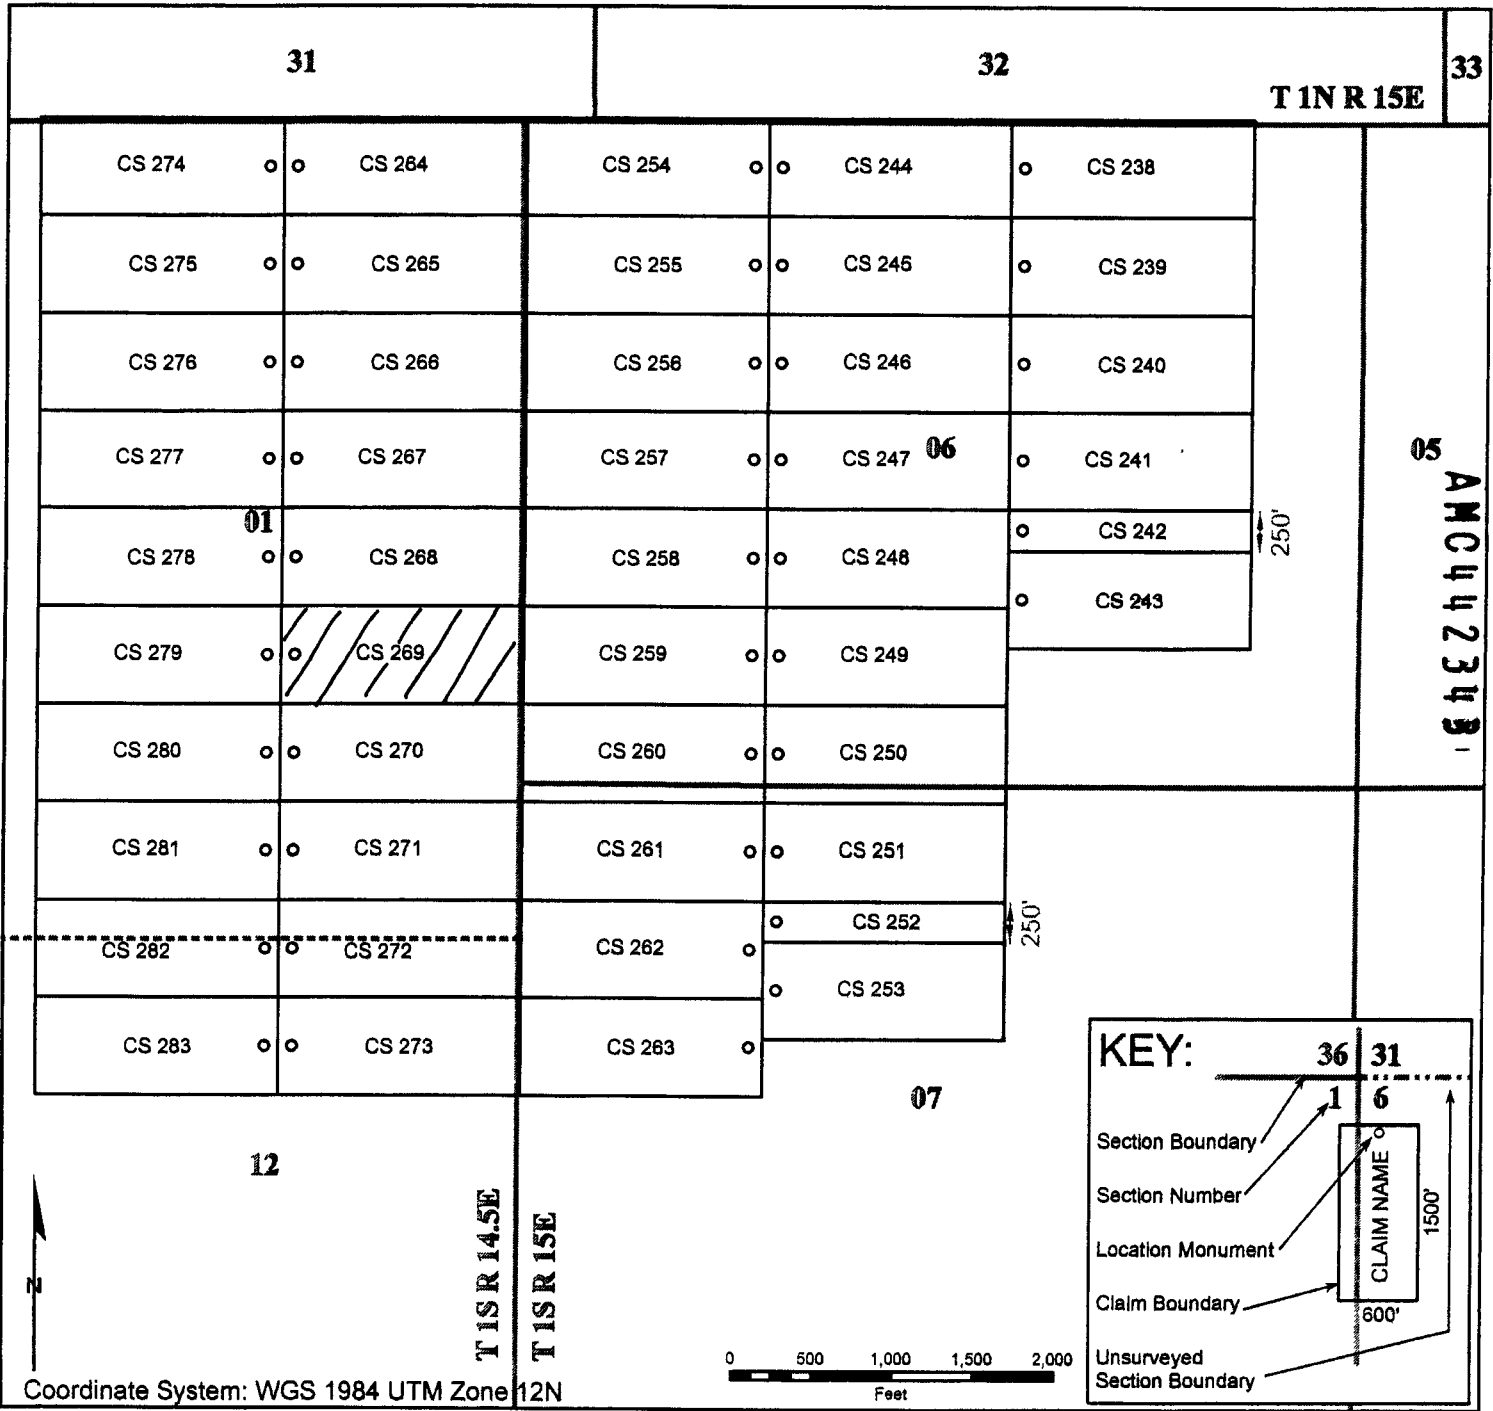 31
32
33
T 1N R 15E
CS 274
CS 264
CS 254
CS 244
CS 238
CS 275
CS 265
CS 255
CS 245
CS 239
CS 276
CS 266
CS 256
CS 246
CS 240
CS 277
CS 267
CS 257
CS 247
06
CS 241
05
01
CS 278
CS 268
CS 258
CS 248
CS 242
250'
CS 243
CS 279
CS 269
CS 259
CS 249
CS 280
CS 270
CS 260
CS 250
CS 281
CS 271
CS 261
CS 251
CS 282
CS 272
CS 262
CS 252
250'
CS 253
CS 283
CS 273
CS 263
07
12
T 1S R 14.5E
T 1S R 15E
N
Coordinate System: WGS 1984 UTM Zone 12N
0 500 1,000 1,500 2,000
Feet
KEY:
36 31
1 6
Section Boundary
Section Number
Location Monument
Claim Boundary
Unsurveyed
Section Boundary
CLAIM NAME
1500'
600'